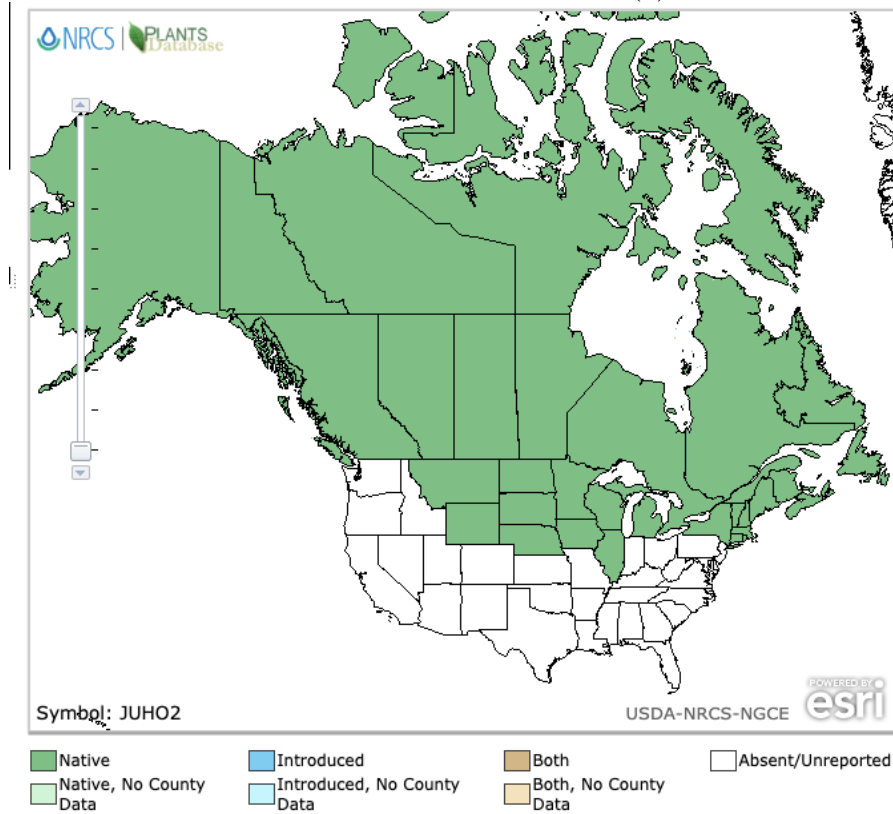 NRCS | PLANTS
Database
Symbol: JUHO2
USDA-NRCS-NGCE
POWERED BY
esri
Native
Introduced
Both
Absent/Unreported
Native, No County
Data
Introduced, No County
Data
Both, No County
Data